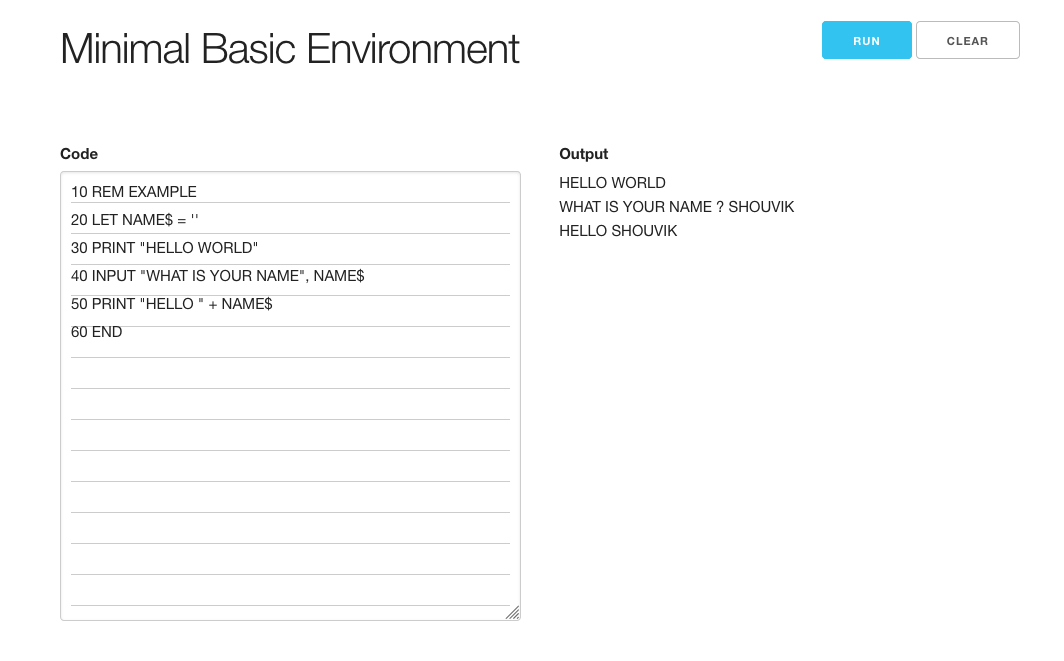 Minimal Basic Environment
RUN
CLEAR
Code
10 REM EXAMPLE
20 LET NAME$ = ''
30 PRINT "HELLO WORLD"
40 INPUT "WHAT IS YOUR NAME", NAME$
50 PRINT "HELLO " + NAME$
60 END
Output
HELLO WORLD
WHAT IS YOUR NAME ? SHOUVIK
HELLO SHOUVIK